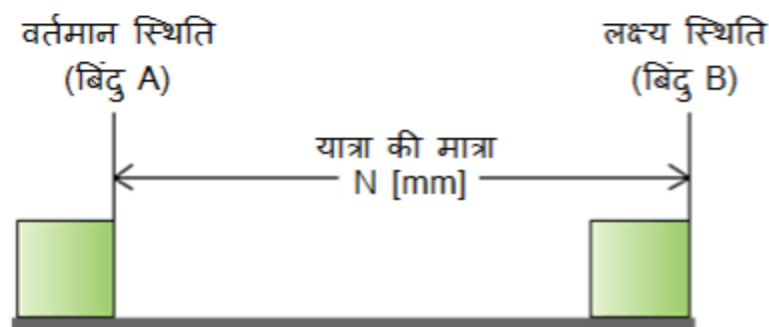 वर्तमान स्थिति
(बिंदु A)
लक्ष्य स्थिति
(बिंदु B)
यात्रा की मात्रा
N [mm]